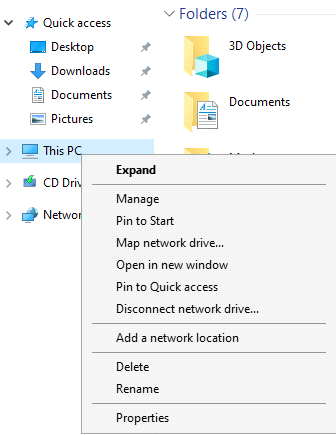 Quick access
Desktop
Downloads
Documents
Pictures
This PC
CD Driv
Networ
Folders (7)
3D Objects
Documents
Expand
Manage
Pin to Start
Map network drive...
Open in new window
Pin to Quick access
Disconnect network drive...
Add a network location
Delete
Rename
Properties